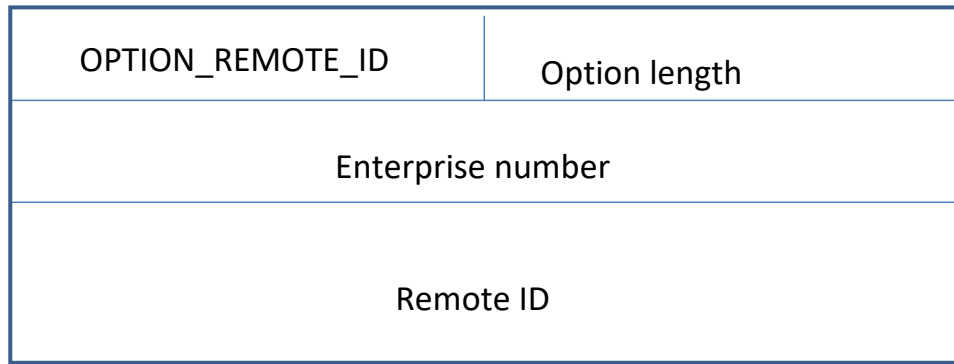 OPTION_REMOTE_ID
Option length
Enterprise number
Remote ID